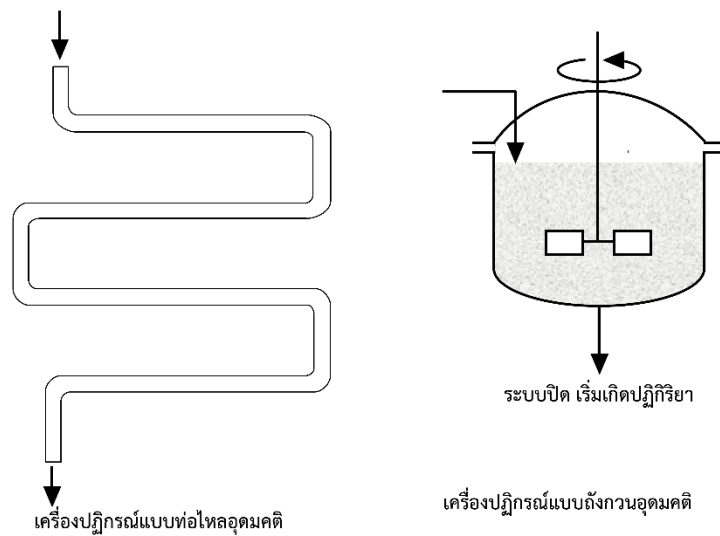 ระบบปิด เริ่มเกิดปฏิกิริยา
เครื่องปฏิกรณ์แบบถังกวนอุดมคติ
เครื่องปฏิกรณ์แบบท่อไหลอุดมคติ